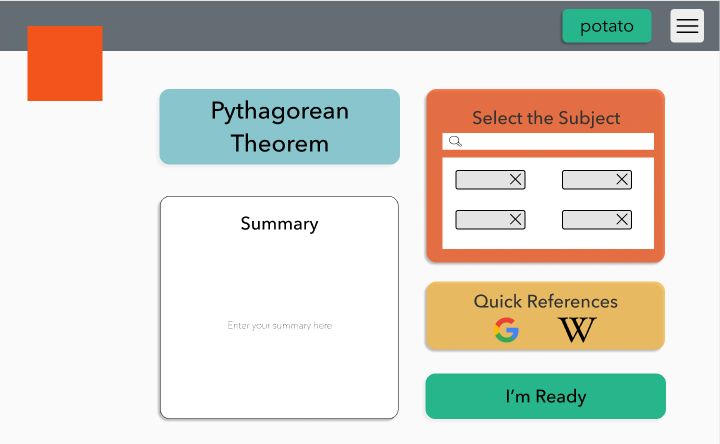 potato
Pythagorean
Theorem
Select the Subject
Summary
Enter your summary here
Quick References
G W
I'm Ready